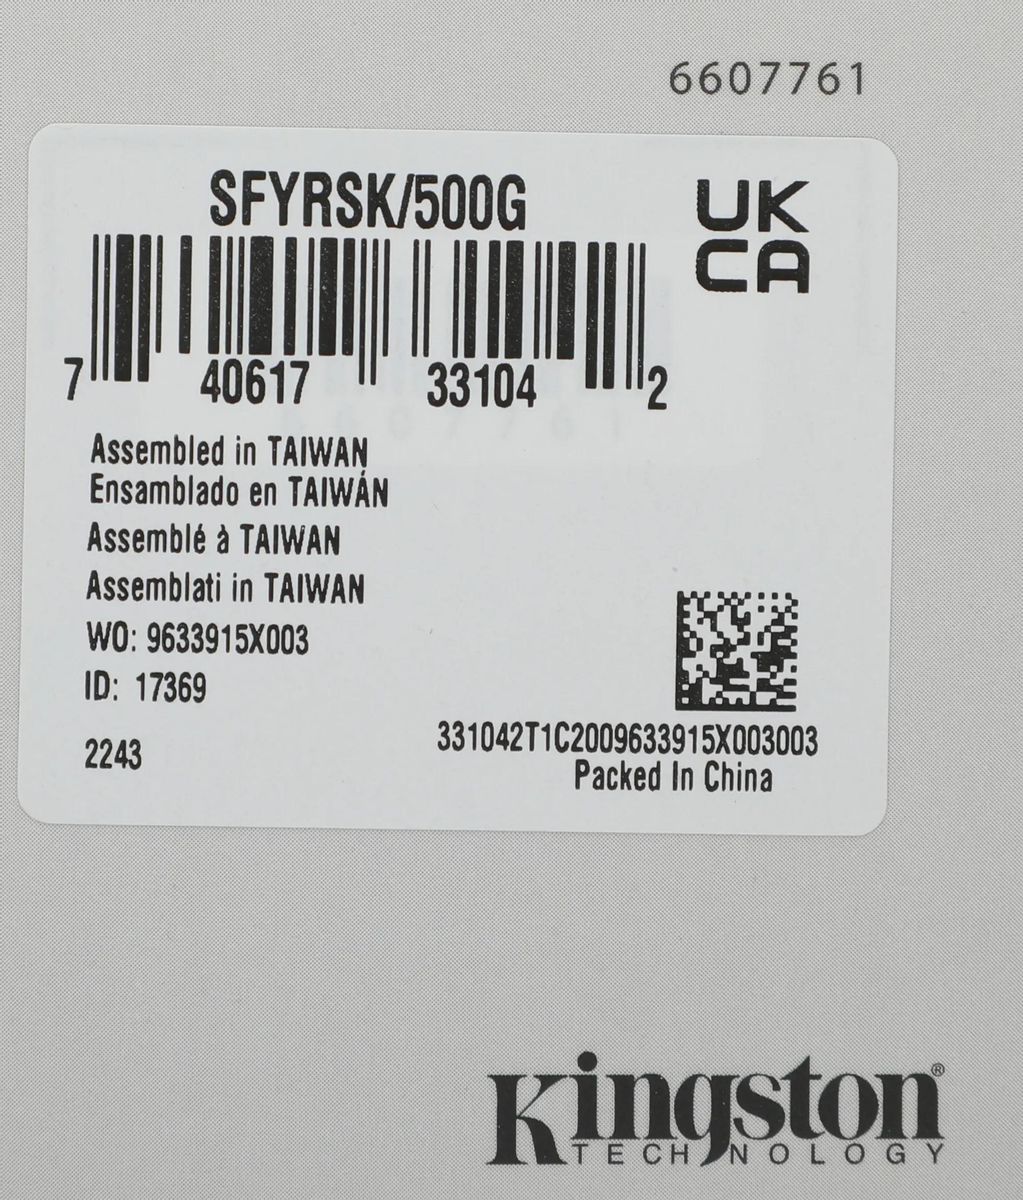 6607761
SFYRSK/500G
UK
CA
7 40617 33104 2
Assembled in TAIWAN
Ensamblado en TAIWÁN
Assemblé à TAIWAN
Assemblati in TAIWAN
WO: 9633915X003
ID: 17369
331042T1C2009633915X003003
2243
Packed In China
Kingston®
TECHNOLOGY